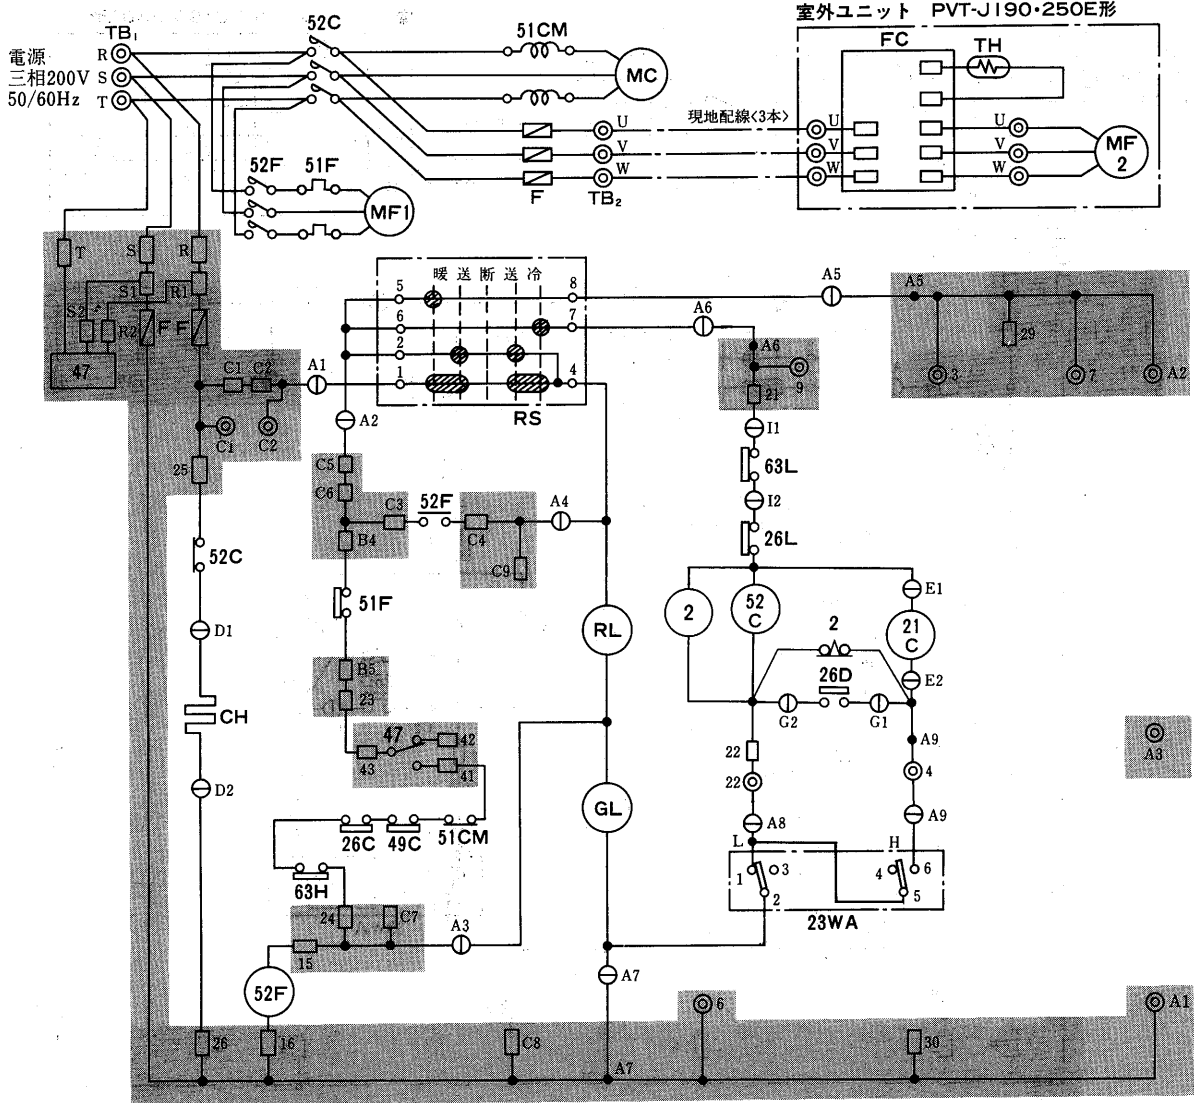 室外ユニット PVT-J190・250E形
TB1
52C
51CM
FC
TH
電源
三相200V
50/60Hz
R
S
T
MC
現地配線<3本>
U
V
W
F
TB2
U
V
W
U
V
W
MF
2
52F
51F
MF1
T
S
R
S1
R1
S2
R2
F
F
47
暖 送 断 送 冷
5
8
6
7
2
1
4
RS
A5
A5
A6
A6
9
21
3
29
7
A2
C1
C2
A1
C1
C2
A2
25
C5
C6
C3
52F
C4
A4
B4
C9
I1
63L
I2
26L
52C
51F
D1
B5
23
RL
2
52
C
E1
21
C
2
26D
E2
G2
G1
CH
D2
43
47
42
41
22
22
A9
4
A3
GL
A8
A9
26C
49C
51CM
63H
L
H
1
3
2
4
6
5
23WA
24
C7
A3
15
52F
A7
26
16
C8
A7
6
30
A1